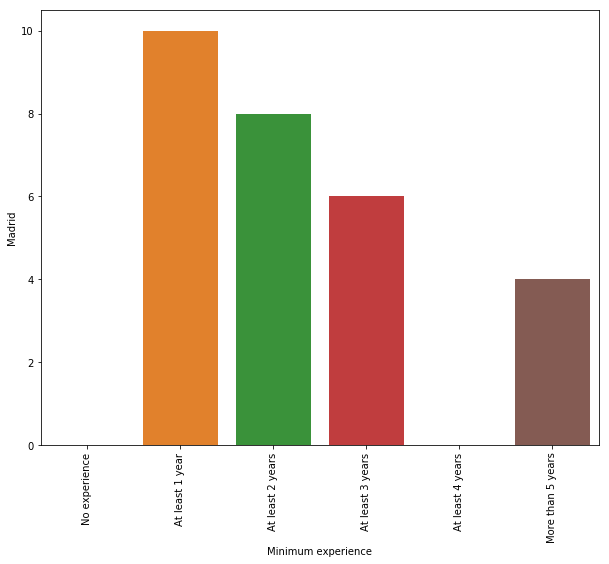 10
8
6
4
2
0
Madrid
No experience
At least 1 year
At least 2 years
At least 3 years
At least 4 years
More than 5 years
Minimum experience